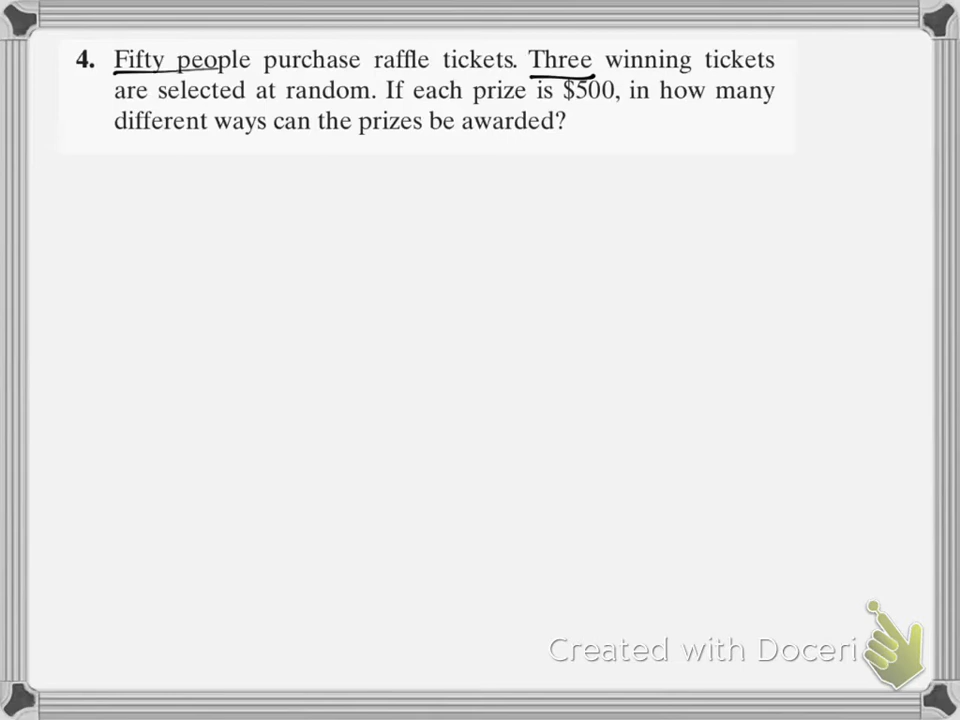 4. Fifty people purchase raffle tickets. Three winning tickets
are selected at random. If each prize is $500, in how many
different ways can the prizes be awarded?
Created with Doceri